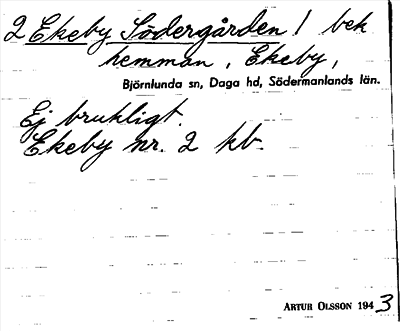 2 Ekeby Södergården 1 bek
hemman, Ekeby,
Björnlunda sn, Daga hd, Södermanlands län.
Ej brukligt.
Ekeby nr. 2 kb.
ARTUR OLSSON 1943